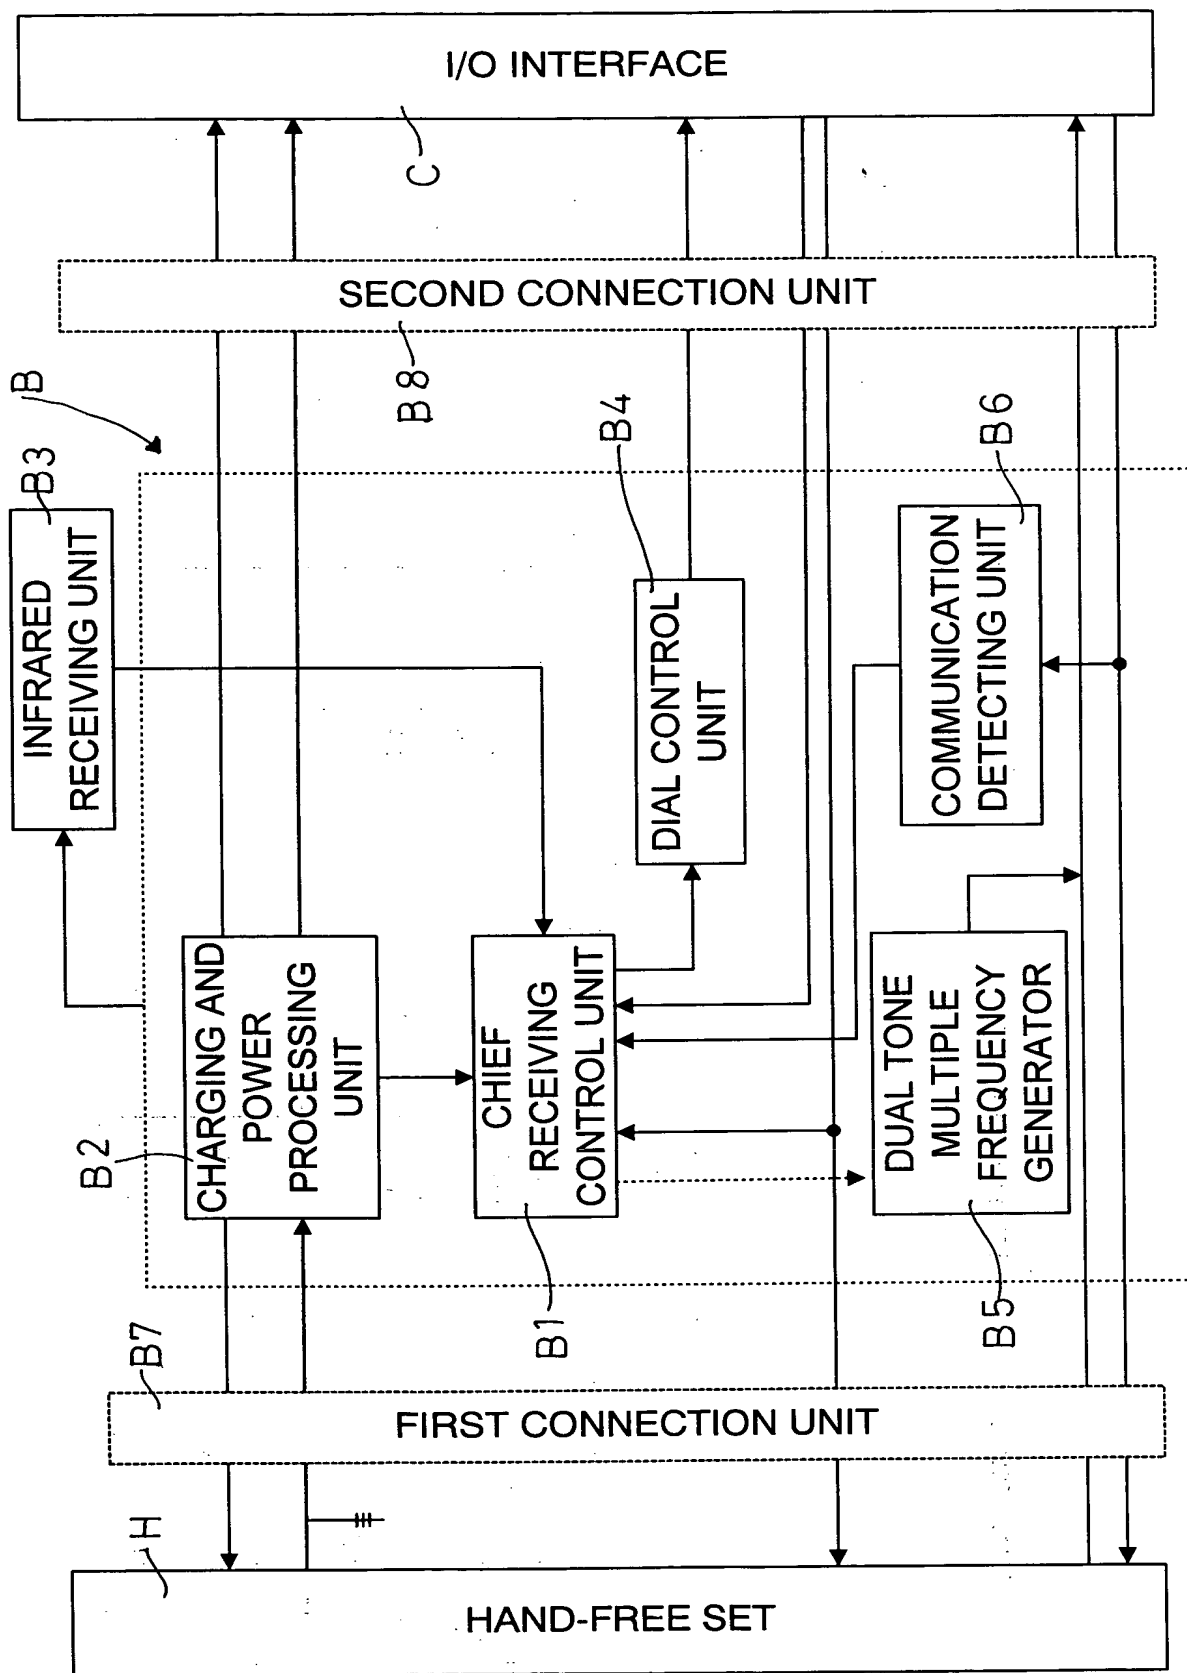 I/O INTERFACE
C
SECOND CONNECTION UNIT
B8
B
B3
INFRARED
RECEIVING UNIT
B4
DIAL CONTROL
UNIT
B6
COMMUNICATION
DETECTING UNIT
B2
CHARGING AND
POWER
PROCESSING
UNIT
CHIEF
RECEIVING
CONTROL UNIT
B1
DUAL TONE
MULTIPLE
FREQUENCY
GENERATOR
B5
B7
FIRST CONNECTION UNIT
H
HAND-FREE SET